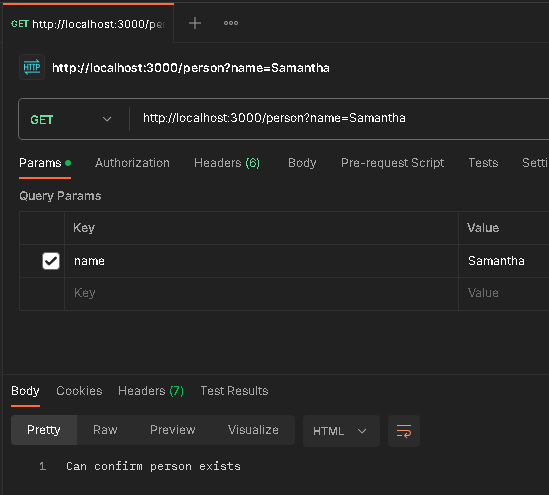 GET http://localhost:3000/pe
HTTP http://localhost:3000/person?name=Samantha
GET http://localhost:3000/person?name=Samantha
Params Authorization Headers (6) Body Pre-request Script Tests Setti
Query Params
Key Value
name Samantha
Key Value
Body Cookies Headers (7) Test Results
Pretty Raw Preview Visualize HTML
1 Can confirm person exists